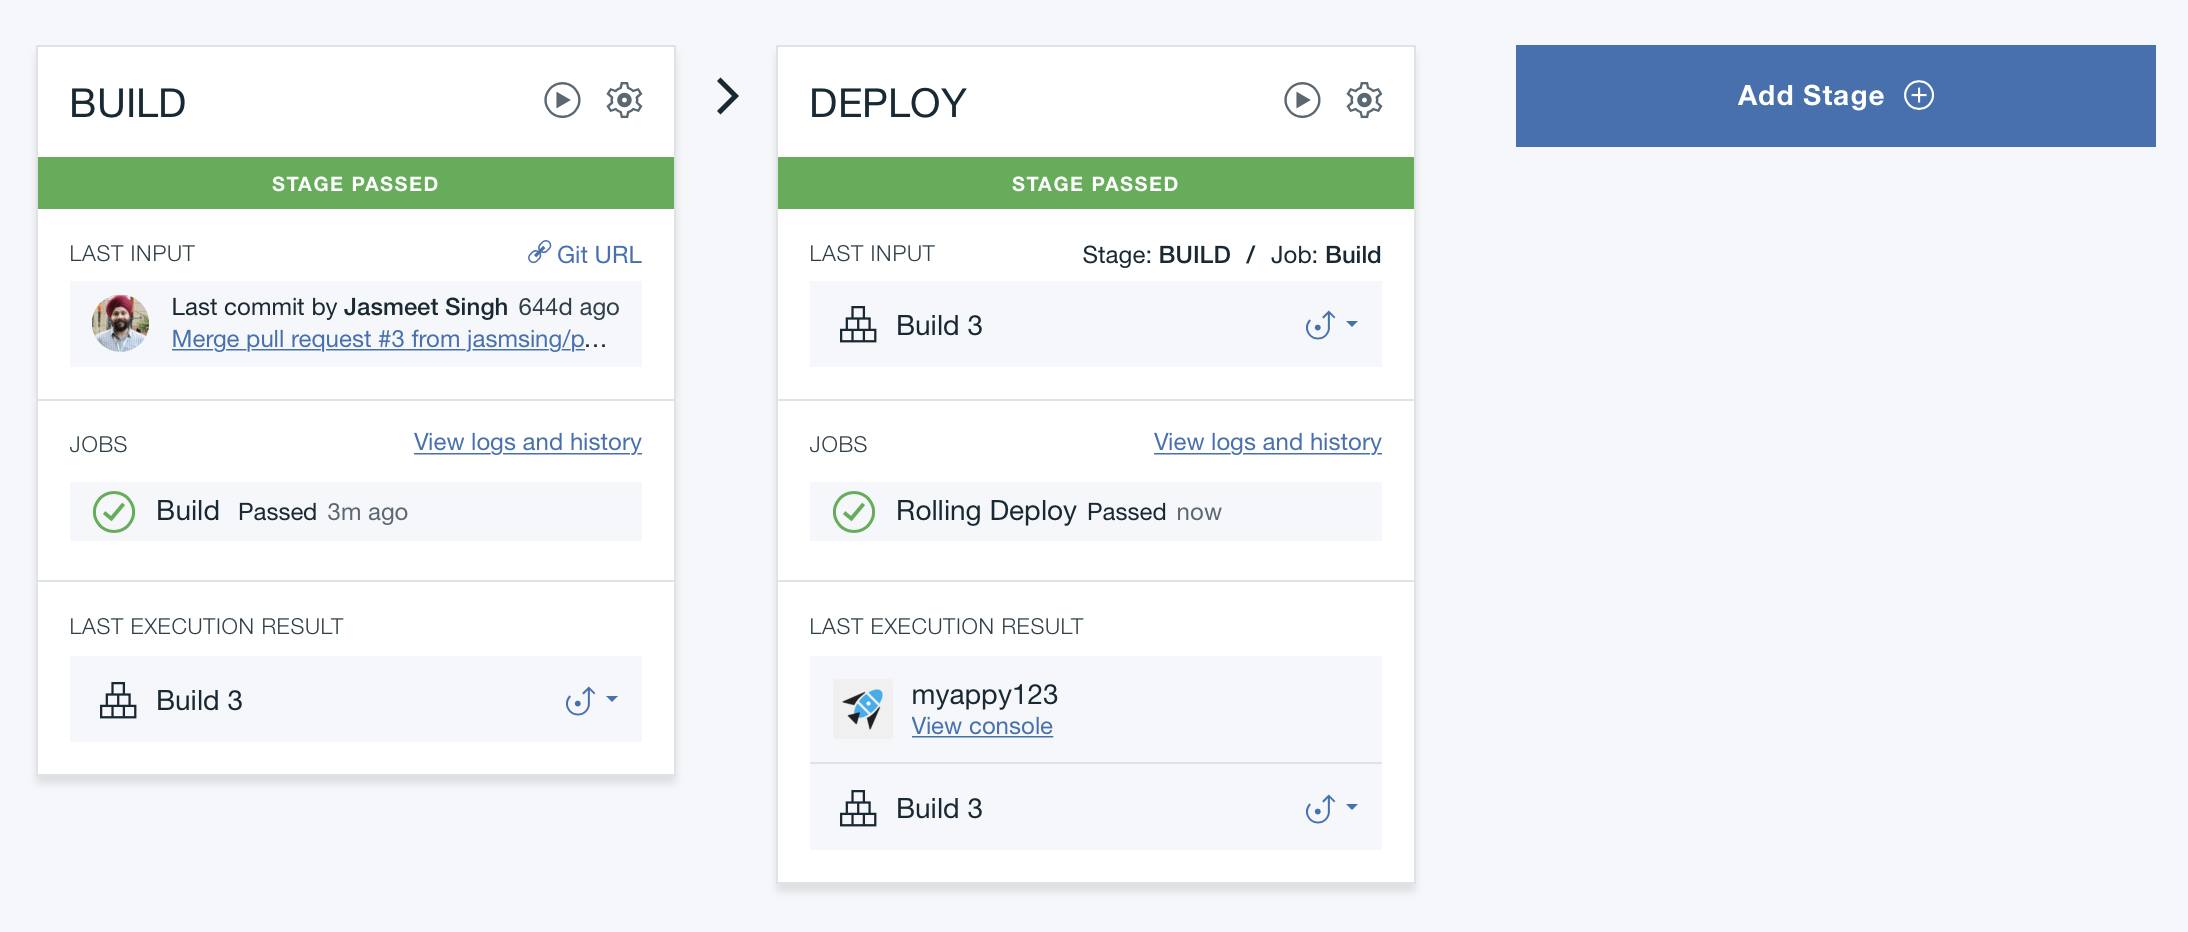 BUILD
STAGE PASSED
LAST INPUT Git URL
Last commit by Jasmeet Singh 644d ago
Merge pull request #3 from jasmsing/p...
JOBS View logs and history
Build Passed 3m ago
LAST EXECUTION RESULT
Build 3
DEPLOY
STAGE PASSED
LAST INPUT Stage: BUILD / Job: Build
Build 3
JOBS View logs and history
Rolling Deploy Passed now
LAST EXECUTION RESULT
myappy123
View console
Build 3
Add Stage